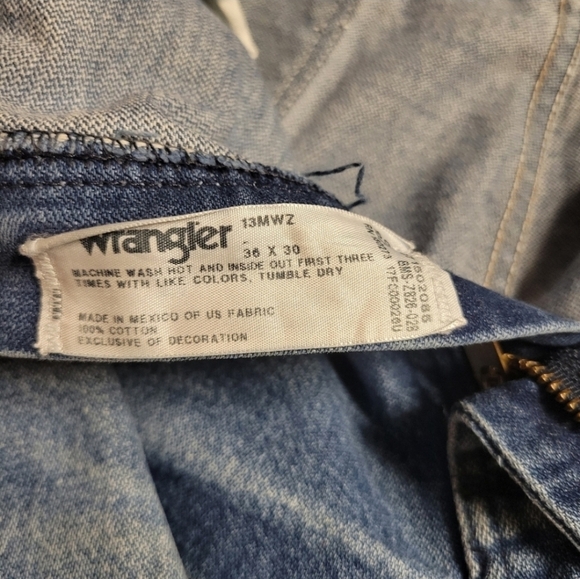 Wrangler
13MWZ
36 X 30
MACHINE WASH HOT AND INSIDE OUT FIRST THREE
TIMES WITH LIKE COLORS, TUMBLE DRY
MADE IN MEXICO OF US FABRIC
100% COTTON
EXCLUSIVE OF DECORATION